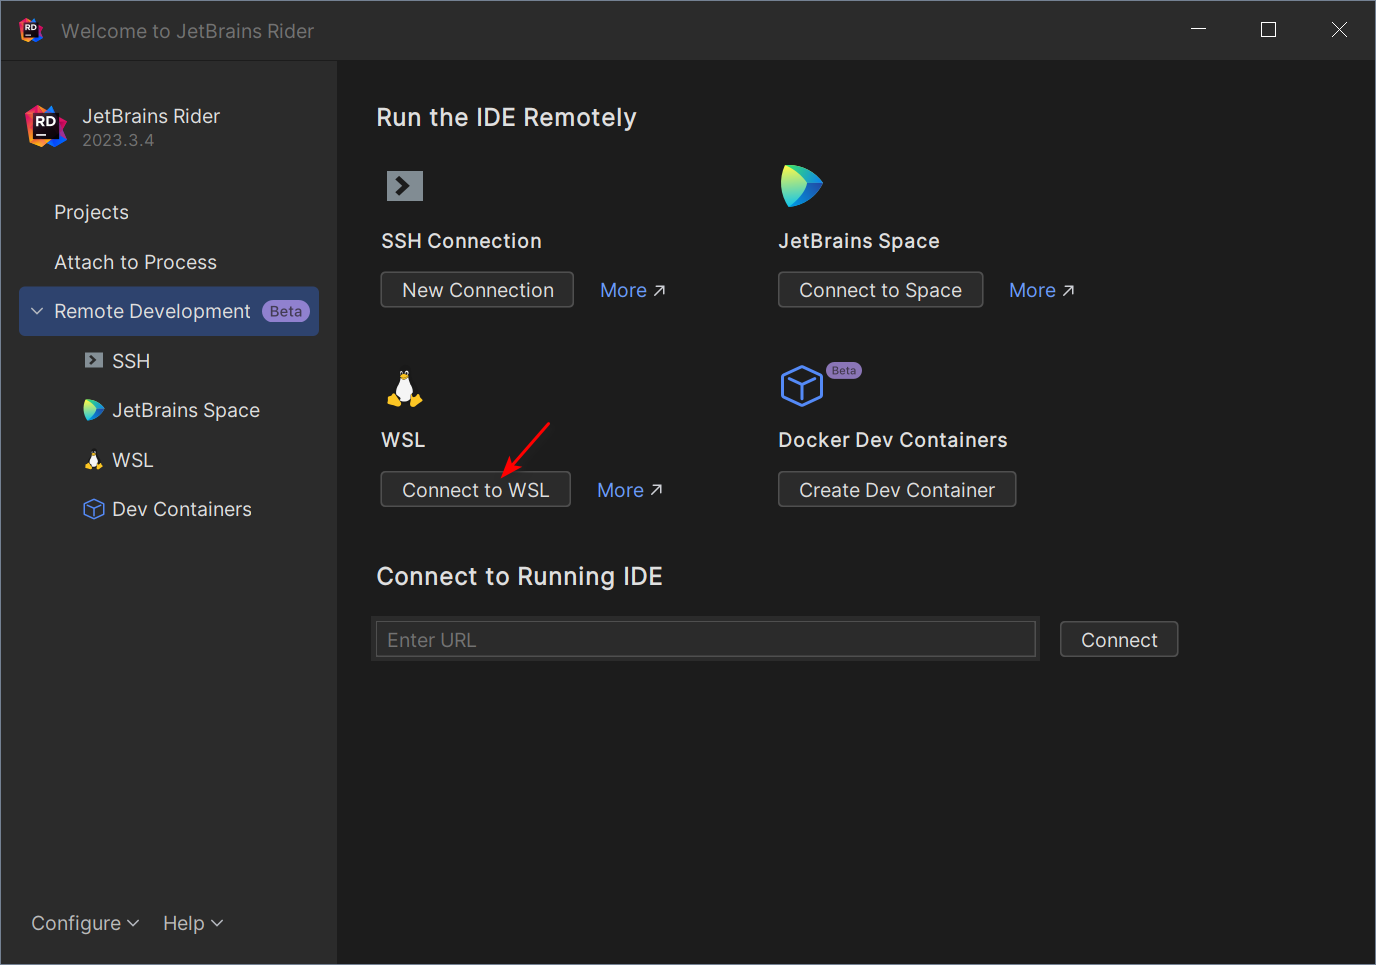 RD
Welcome to JetBrains Rider
RD
JetBrains Rider
2023.3.4
Projects
Attach to Process
Remote Development Beta
SSH
JetBrains Space
WSL
Dev Containers
Configure
Help
Run the IDE Remotely
SSH Connection
New Connection
More
JetBrains Space
Connect to Space
More
WSL
Connect to WSL
More
Beta
Docker Dev Containers
Create Dev Container
Connect to Running IDE
Enter URL
Connect